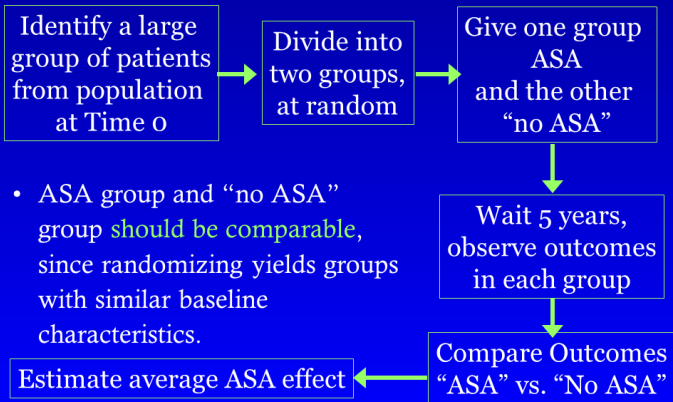 Identify a large
group of patients
from population
at Time 0
Divide into
two groups,
at random
Give one group
ASA
and the other
“no ASA”
• ASA group and “no ASA”
group should be comparable,
since randomizing yields groups
with similar baseline
characteristics.
Wait 5 years,
observe outcomes
in each group
Compare Outcomes
“ASA” vs. “No ASA”
Estimate average ASA effect